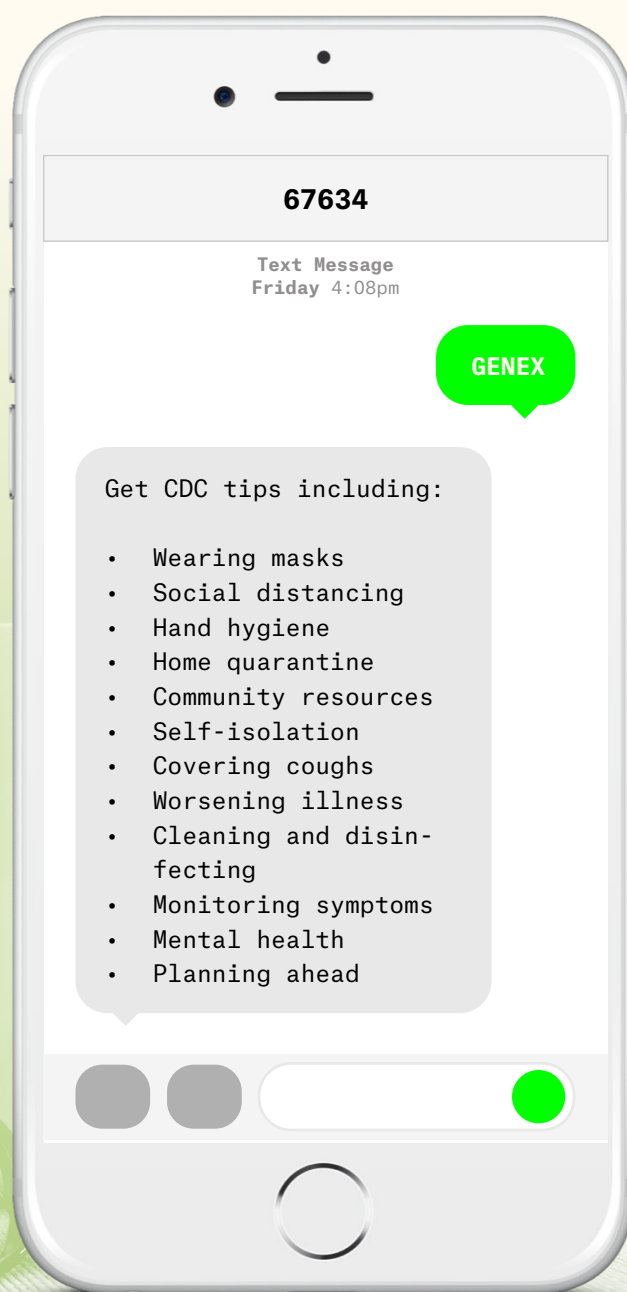 67634
Text Message
Friday 4:08pm
GENEX
Get CDC tips including:
• Wearing masks
• Social distancing
• Hand hygiene
• Home quarantine
• Community resources
• Self-isolation
• Covering coughs
• Worsening illness
• Cleaning and disin-
fecting
• Monitoring symptoms
• Mental health
• Planning ahead